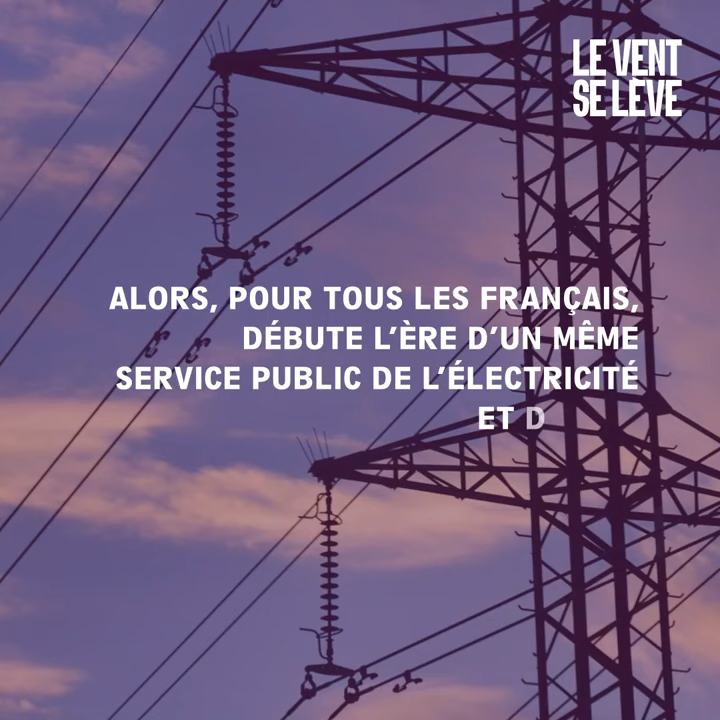 LE VENT
SE LÈVE
ALORS, POUR TOUS LES FRANÇAIS,
DÉBUTE L'ÈRE D'UN MÊME
SERVICE PUBLIC DE L'ÉLECTRICITÉ
ET D